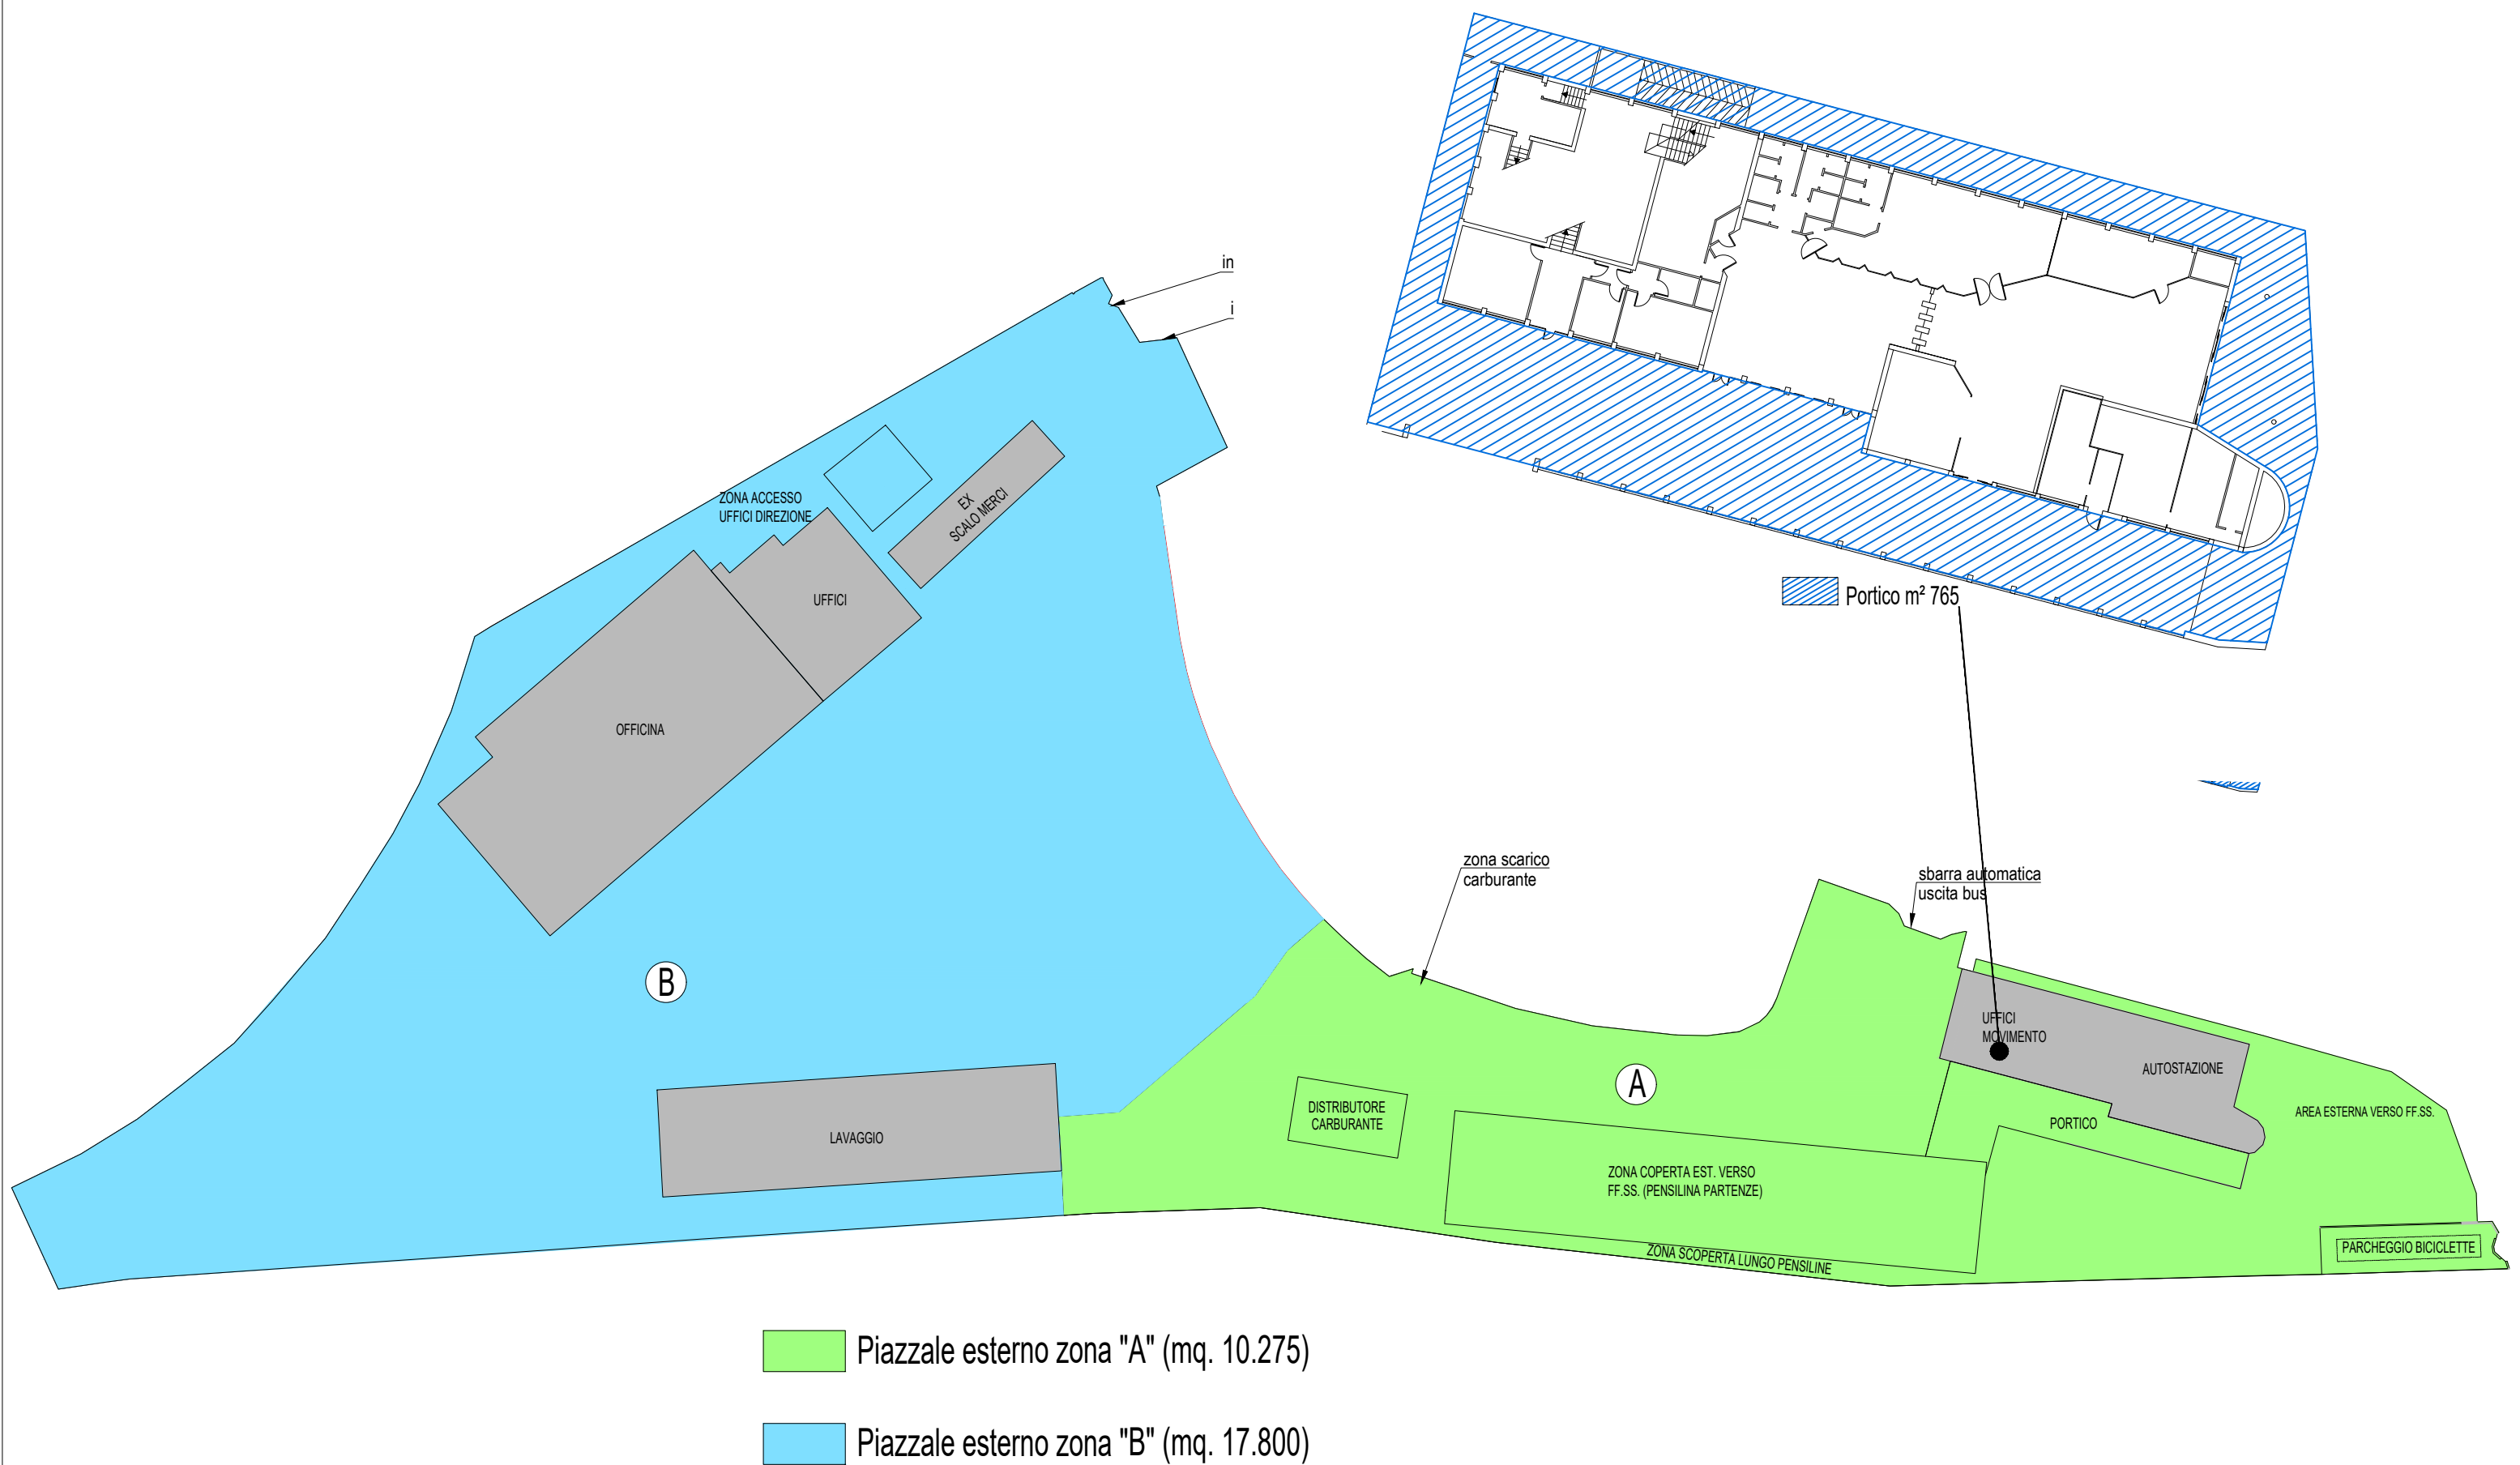 in
i
ZONA ACCESSO
UFFICI DIREZIONE
EX
SCALO MERCI
UFFICI
OFFICINA
Portico m² 765
zona scarico
carburante
sbarra automatica
uscita bus
B
A
UFFICI
MOVIMENTO
AUTOSTAZIONE
DISTRIBUTORE
CARBURANTE
PORTICO
AREA ESTERNA VERSO FF.SS.
LAVAGGIO
ZONA COPERTA EST. VERSO
FF.SS. (PENSILINA PARTENZE)
ZONA SCOPERTA LUNGO PENSILINE
PARCHEGGIO BICICLETTE
Piazzale esterno zona "A" (mq. 10.275)
Piazzale esterno zona "B" (mq. 17.800)